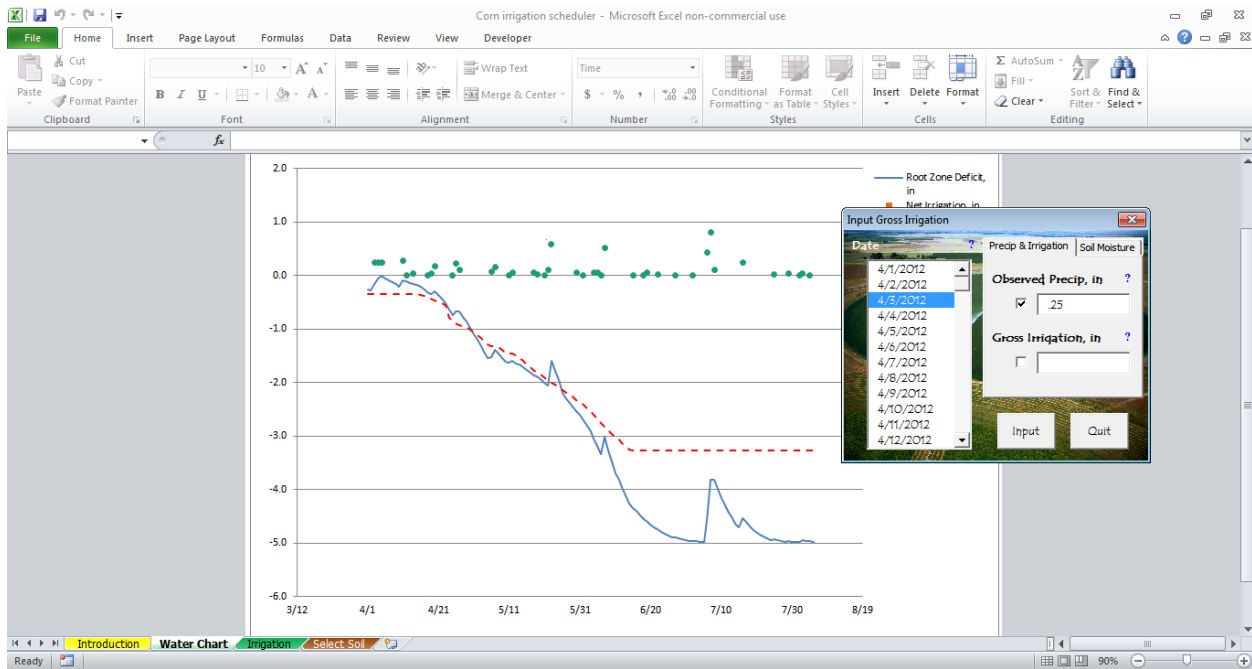 Corn irrigation scheduler - Microsoft Excel non-commercial use
File Home Insert Page Layout Formulas Data Review View Developer
Paste
Cut
Copy
Format Painter
Clipboard
10 A A
B I U A
Font
Wrap Text
Merge & Center
Alignment
Time
$ % , .0 .00 .00 .0
Number
Conditional Formatting
Format as Table
Cell Styles
Styles
Insert Delete Format
Cells
Σ AutoSum
Fill
Clear
Sort & Filter
Find & Select
Editing
fx
2.0
1.0
0.0
-1.0
-2.0
-3.0
-4.0
-5.0
-6.0
3/12 4/1 4/21 5/11 5/31 6/20 7/10 7/30 8/19
Root Zone Deficit,
in
Net Irrigation, in
Input Gross Irrigation
Date ?
4/1/2012
4/2/2012
4/3/2012
4/4/2012
4/5/2012
4/6/2012
4/7/2012
4/8/2012
4/9/2012
4/10/2012
4/11/2012
4/12/2012
Precip & Irrigation Soil Moisture
Observed Precip, in ?
.25
Gross Irrigation, in ?
Input Quit
Introduction Water Chart Irrigation Select Soil
Ready 90%